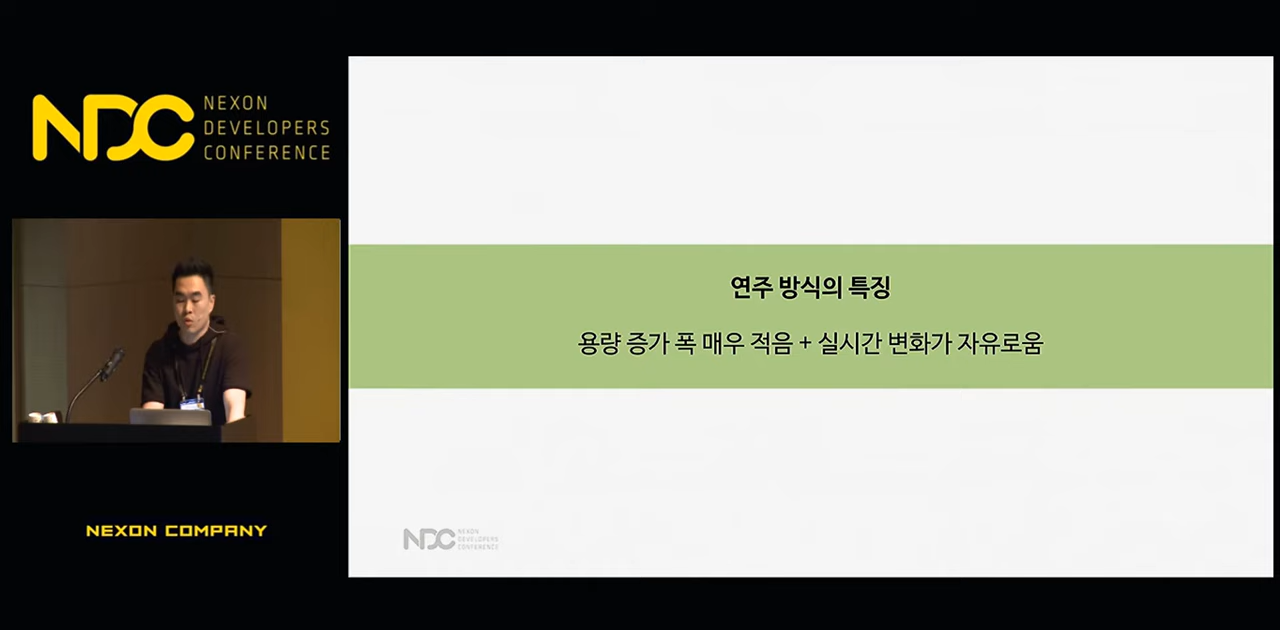 NDC
NEXON
DEVELOPERS
CONFERENCE
연주 방식의 특징
용량 증가 폭 매우 적음 + 실시간 변화가 자유로움
NEXON COMPANY
NDC
NEXON
DEVELOPERS
CONFERENCE